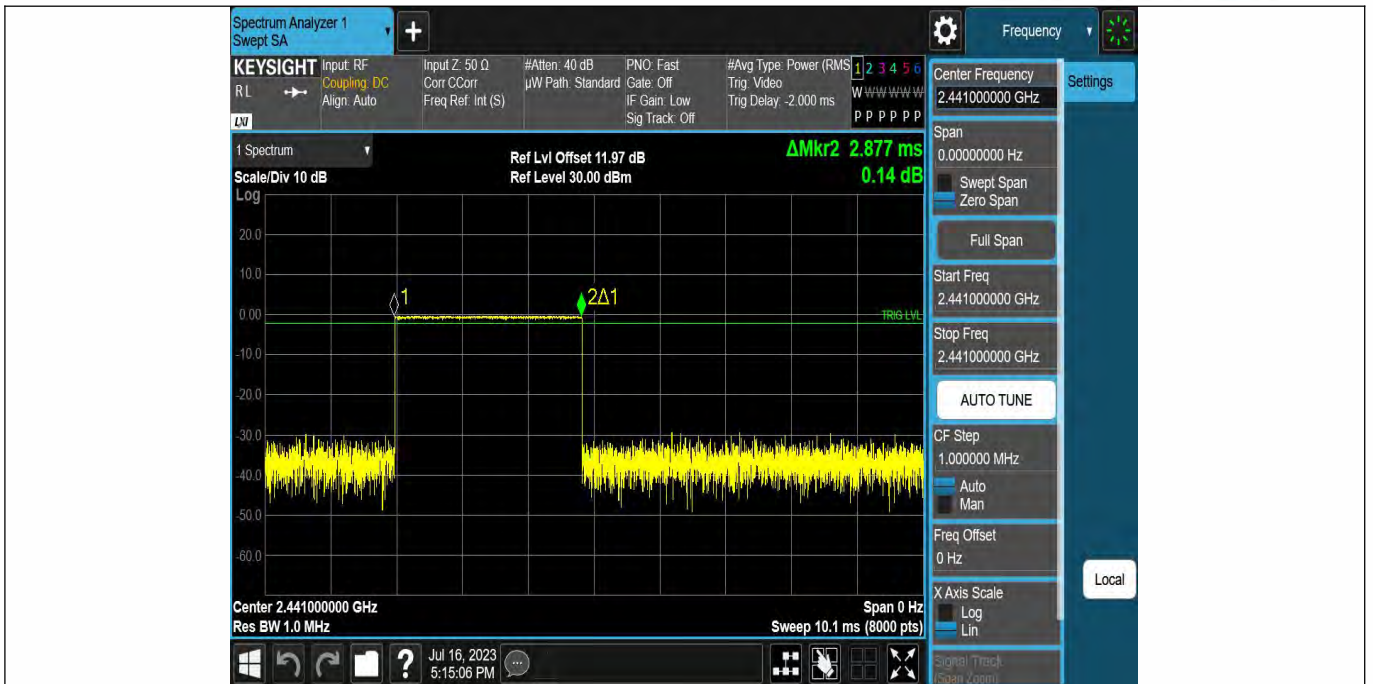 Spectrum Analyzer 1
Swept SA
+
Frequency
KEYSIGHT
R L
LXI
Input: RF
Coupling: DC
Align: Auto
Input Z: 50 Ω
Corr CCorr
Freq Ref: Int (S)
#Atten: 40 dB
µW Path: Standard
PNO: Fast
Gate: Off
IF Gain: Low
Sig Track: Off
#Avg Type: Power (RMS
Trig: Video
Trig Delay: -2.000 ms
1 2 3 4 5 6
W W W W W W
P P P P P P
1 Spectrum
Scale/Div 10 dB
Ref Lvl Offset 11.97 dB
Ref Level 30.00 dBm
ΔMkr2 2.877 ms
0.14 dB
Log
20.0
10.0
0.00
-10.0
-20.0
-30.0
-40.0
-50.0
-60.0
1
2Δ1
TRIG LVL
Center 2.441000000 GHz
Res BW 1.0 MHz
Span 0 Hz
Sweep 10.1 ms (8000 pts)
Center Frequency
2.441000000 GHz
Settings
Span
0.00000000 Hz
Swept Span
Zero Span
Full Span
Start Freq
2.441000000 GHz
Stop Freq
2.441000000 GHz
AUTO TUNE
CF Step
1.000000 MHz
Auto
Man
Freq Offset
0 Hz
X Axis Scale
Log
Lin
Signal Track
(Span Zoom)
Local
?
Jul 16, 2023
5:15:06 PM